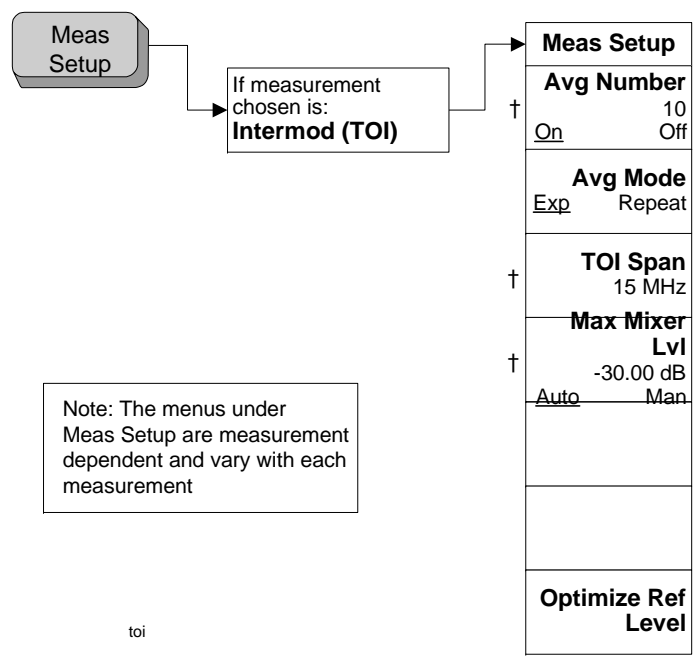 Meas
Setup
If measurement
chosen is:
Intermod (TOI)
Meas Setup
Avg Number
†
10
On Off
Avg Mode
Exp Repeat
TOI Span
†
15 MHz
Max Mixer
Lvl
†
-30.00 dB
Auto Man
Note: The menus under
Meas Setup are measurement
dependent and vary with each
measurement
Optimize Ref
Level
toi